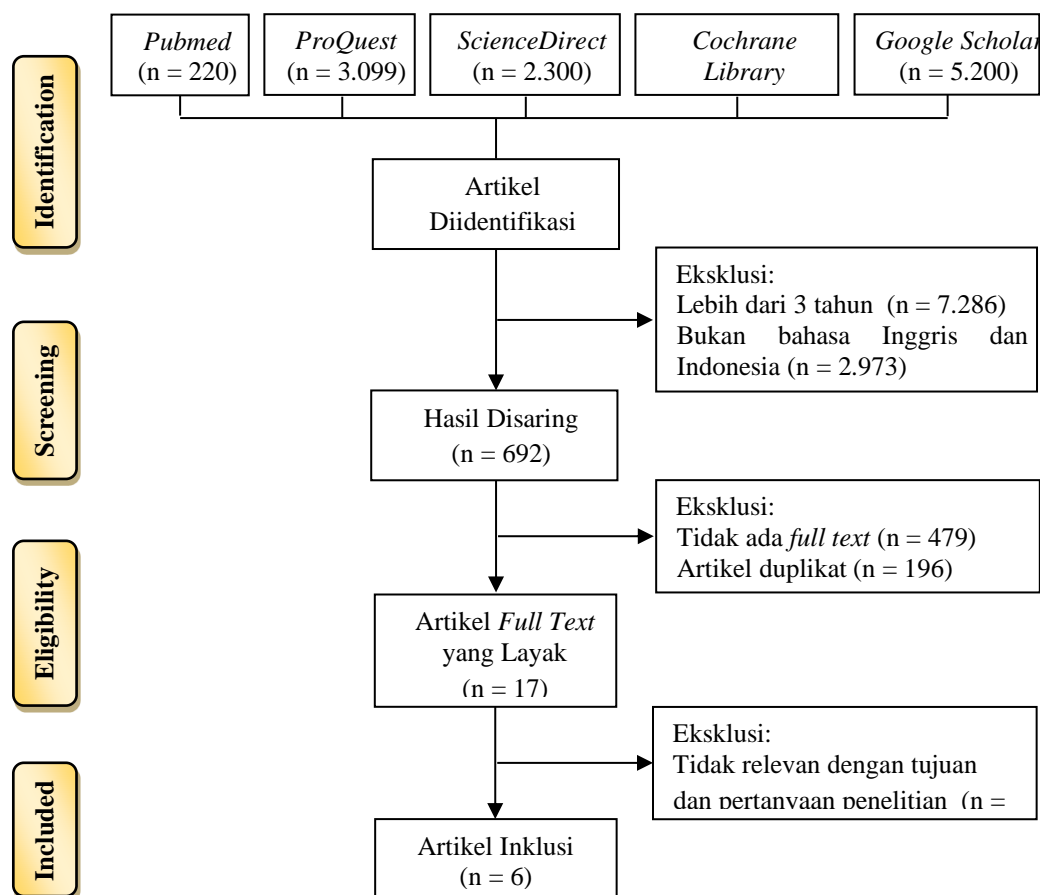 Pubmed
(n = 220)
ProQuest
(n = 3.099)
ScienceDirect
(n = 2.300)
Cochrane
Library
Google Scholar
(n = 5.200)
Identification
Artikel
Diidentifikasi
Eksklusi:
Lebih dari 3 tahun (n = 7.286)
Bukan bahasa Inggris dan
Indonesia (n = 2.973)
Screening
Hasil Disaring
(n = 692)
Eksklusi:
Tidak ada full text (n = 479)
Artikel duplikat (n = 196)
Eligibility
Artikel Full Text
yang Layak
(n = 17)
Eksklusi:
Tidak relevan dengan tujuan
dan pertanyaan penelitian (n =
Included
Artikel Inklusi
(n = 6)